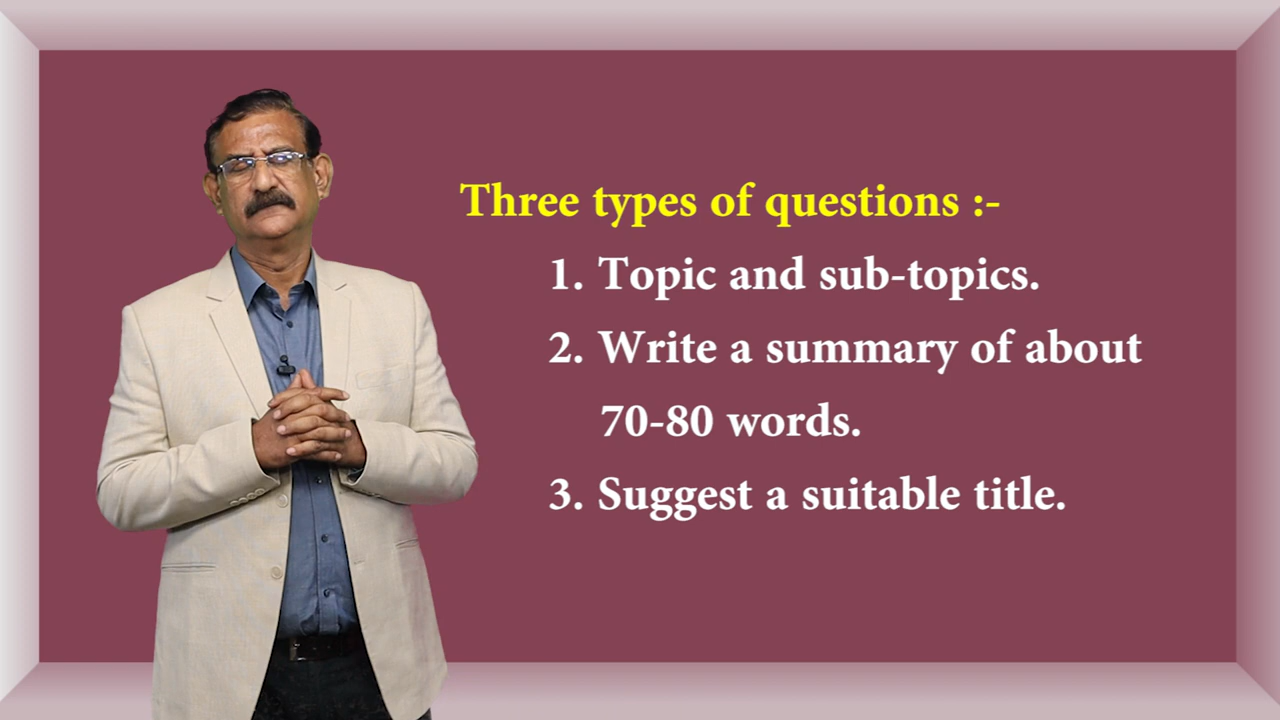 Three types of questions :-
1. Topic and sub-topics.
2. Write a summary of about
70-80 words.
3. Suggest a suitable title.